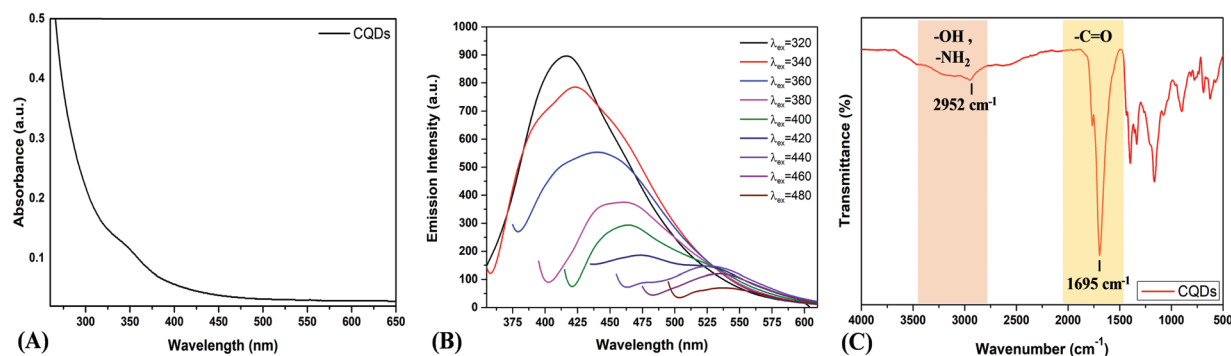 0.5
0.4
0.3
0.2
0.1
Absorbance (a.u.)
CQDs
250 300 350 400 450 500 550 600 650
Wavelength (nm)
(A)
(B)
1000
900
800
700
600
500
400
300
200
100
0
Emission Intensity (a.u.)
λex=320
λex=340
λex=360
λex=380
λex=400
λex=420
λex=440
λex=460
λex=480
375 400 425 450 475 500 525 550 575 600
Wavelength (nm)
(B)
-OH ,
-NH2
2952 cm-1
-C=O
1695 cm-1
CQDs
Transmittance (%)
4000 3500 3000 2500 2000 1500 1000 500
Wavenumber (cm-1)
(C)